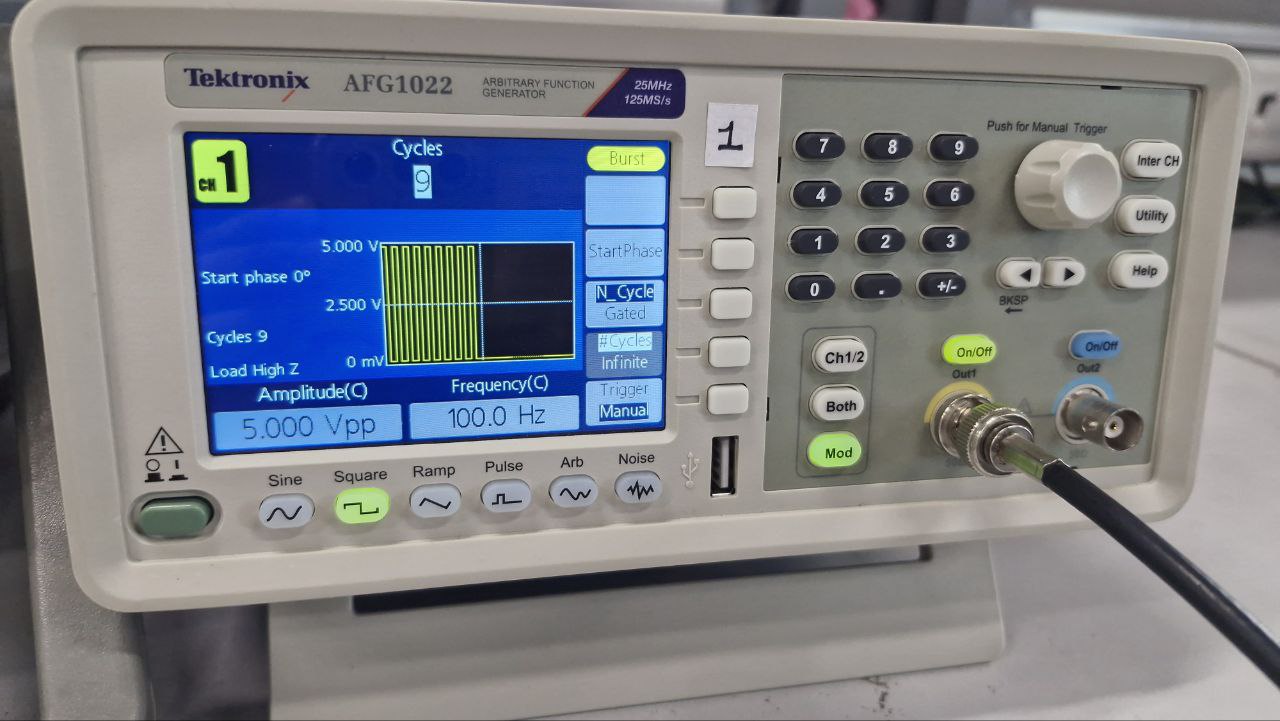 Tektronix AFG1022 ARBITRARY FUNCTION GENERATOR 25MHz 125MS/s
1
CH 1
Cycles
9
Burst
StartPhase
N_Cycle
Gated
#Cycles
Infinite
Trigger
Manual
5.000 V
2.500 V
0 mV
Start phase 0°
Cycles 9
Load High Z
Amplitude(C)
5.000 Vpp
Frequency(C)
100.0 Hz
Sine
Square
Ramp
Pulse
Arb
Noise
7 8 9
4 5 6
1 2 3
0 . +/-
Push for Manual Trigger
Inter CH
Utility
Help
BKSP
Ch1/2
Both
Mod
On/Off
Out1
On/Off
Out2